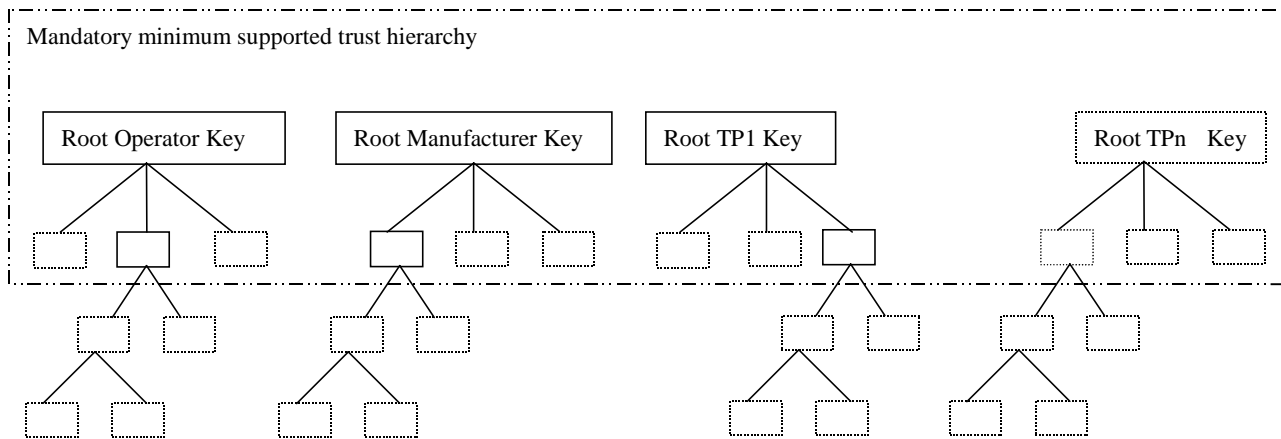 Mandatory minimum supported trust hierarchy
Root Operator Key
Root Manufacturer Key
Root TP1 Key
Root TPn Key